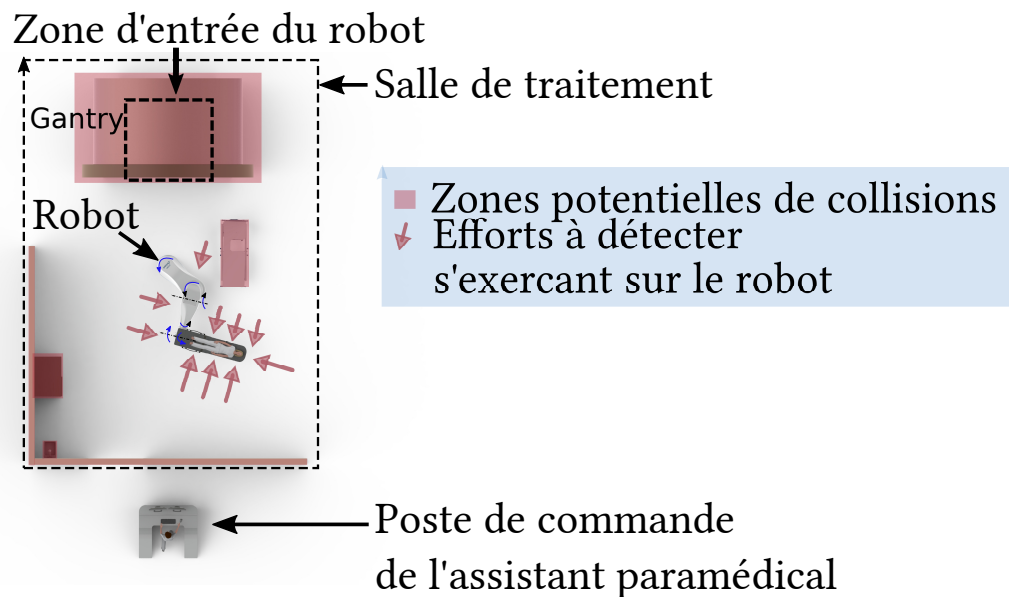 Zone d'entrée du robot
Salle de traitement
Gantry
Zones potentielles de collisions
Robot
Efforts à détecter
s'exercant sur le robot
Poste de commande
de l'assistant paramédical